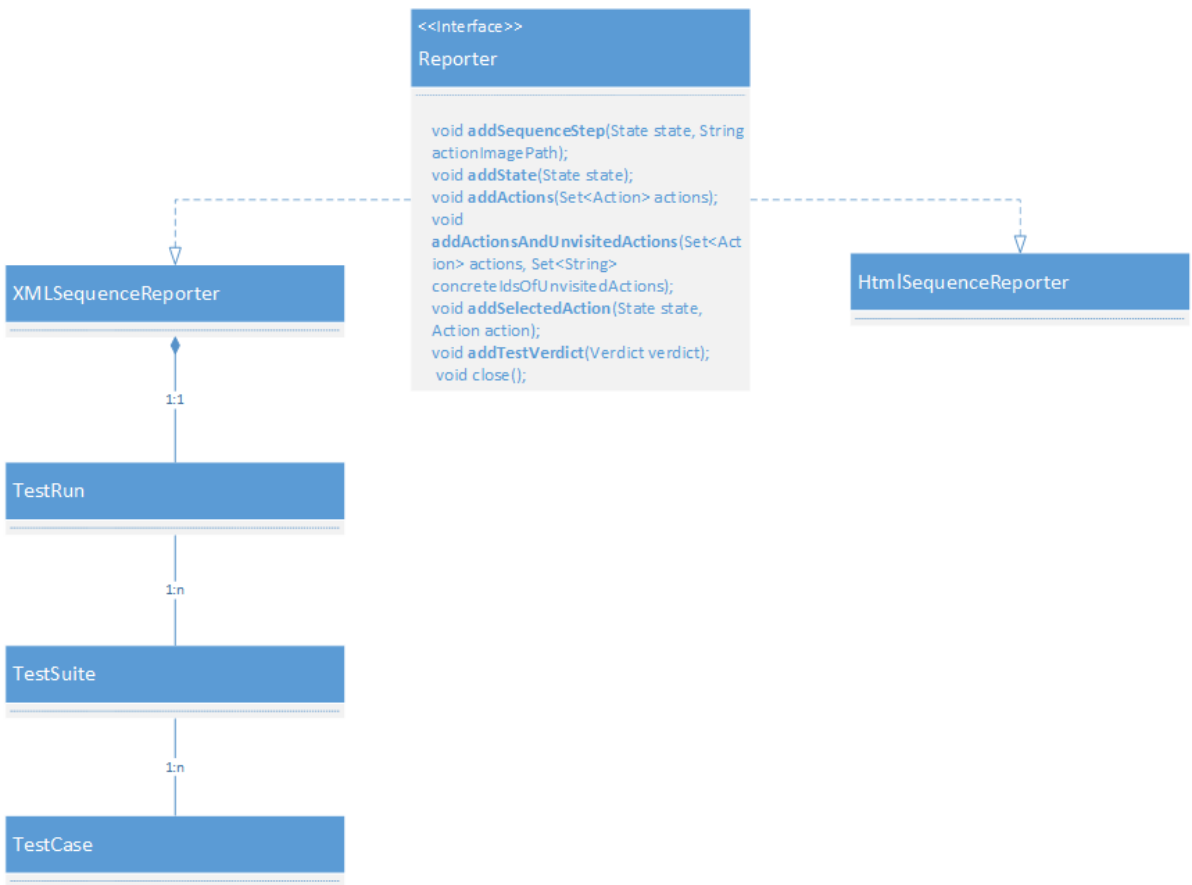 <<Interface>>
Reporter
void addSequenceStep(State state, String
actionImagePath);
void addState(State state);
void addActions(Set<Action> actions);
void
addActionsAndUnvisitedActions(Set<Act
ion> actions, Set<String>
concreteIdsOfUnvisitedActions);
void addSelectedAction(State state,
Action action);
void addTestVerdict(Verdict verdict);
void close();
XMLSequenceReporter
HtmlSequenceReporter
1:1
TestRun
1:n
TestSuite
1:n
TestCase